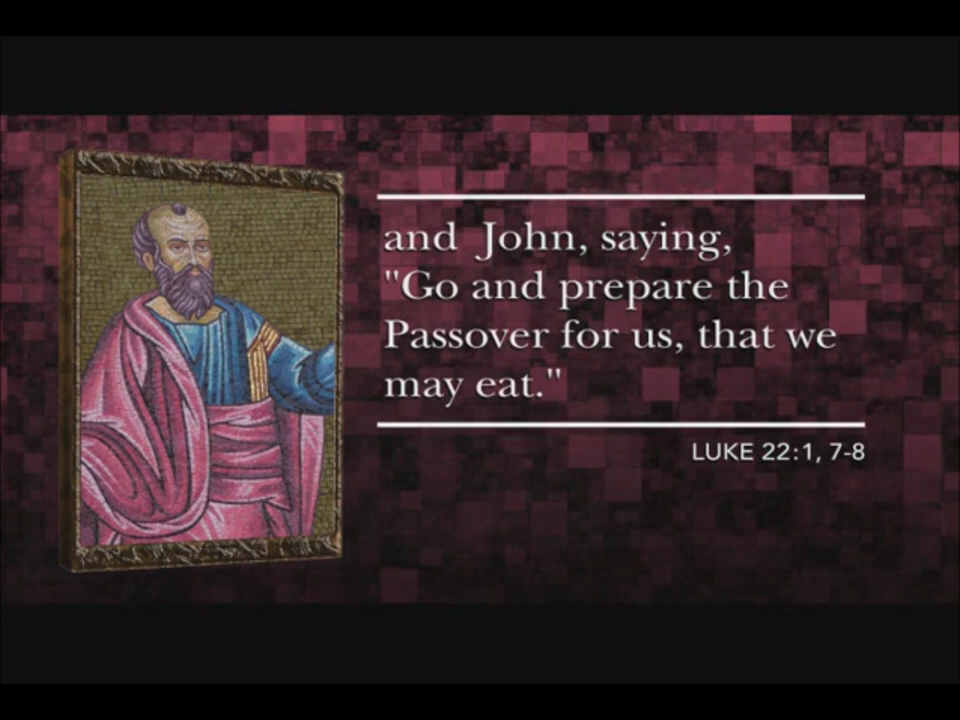 and John, saying,
"Go and prepare the
Passover for us, that we
may eat."
LUKE 22:1, 7-8